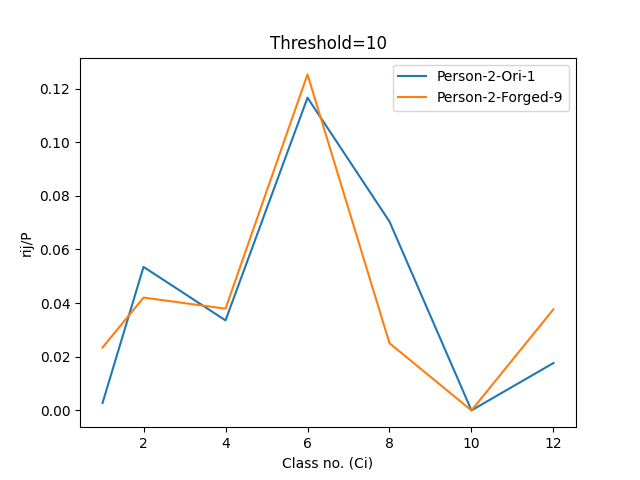 Threshold=10
Person-2-Ori-1
Person-2-Forged-9
0.12
0.10
0.08
0.06
0.04
0.02
0.00
rij/P
2 4 6 8 10 12
Class no. (Ci)